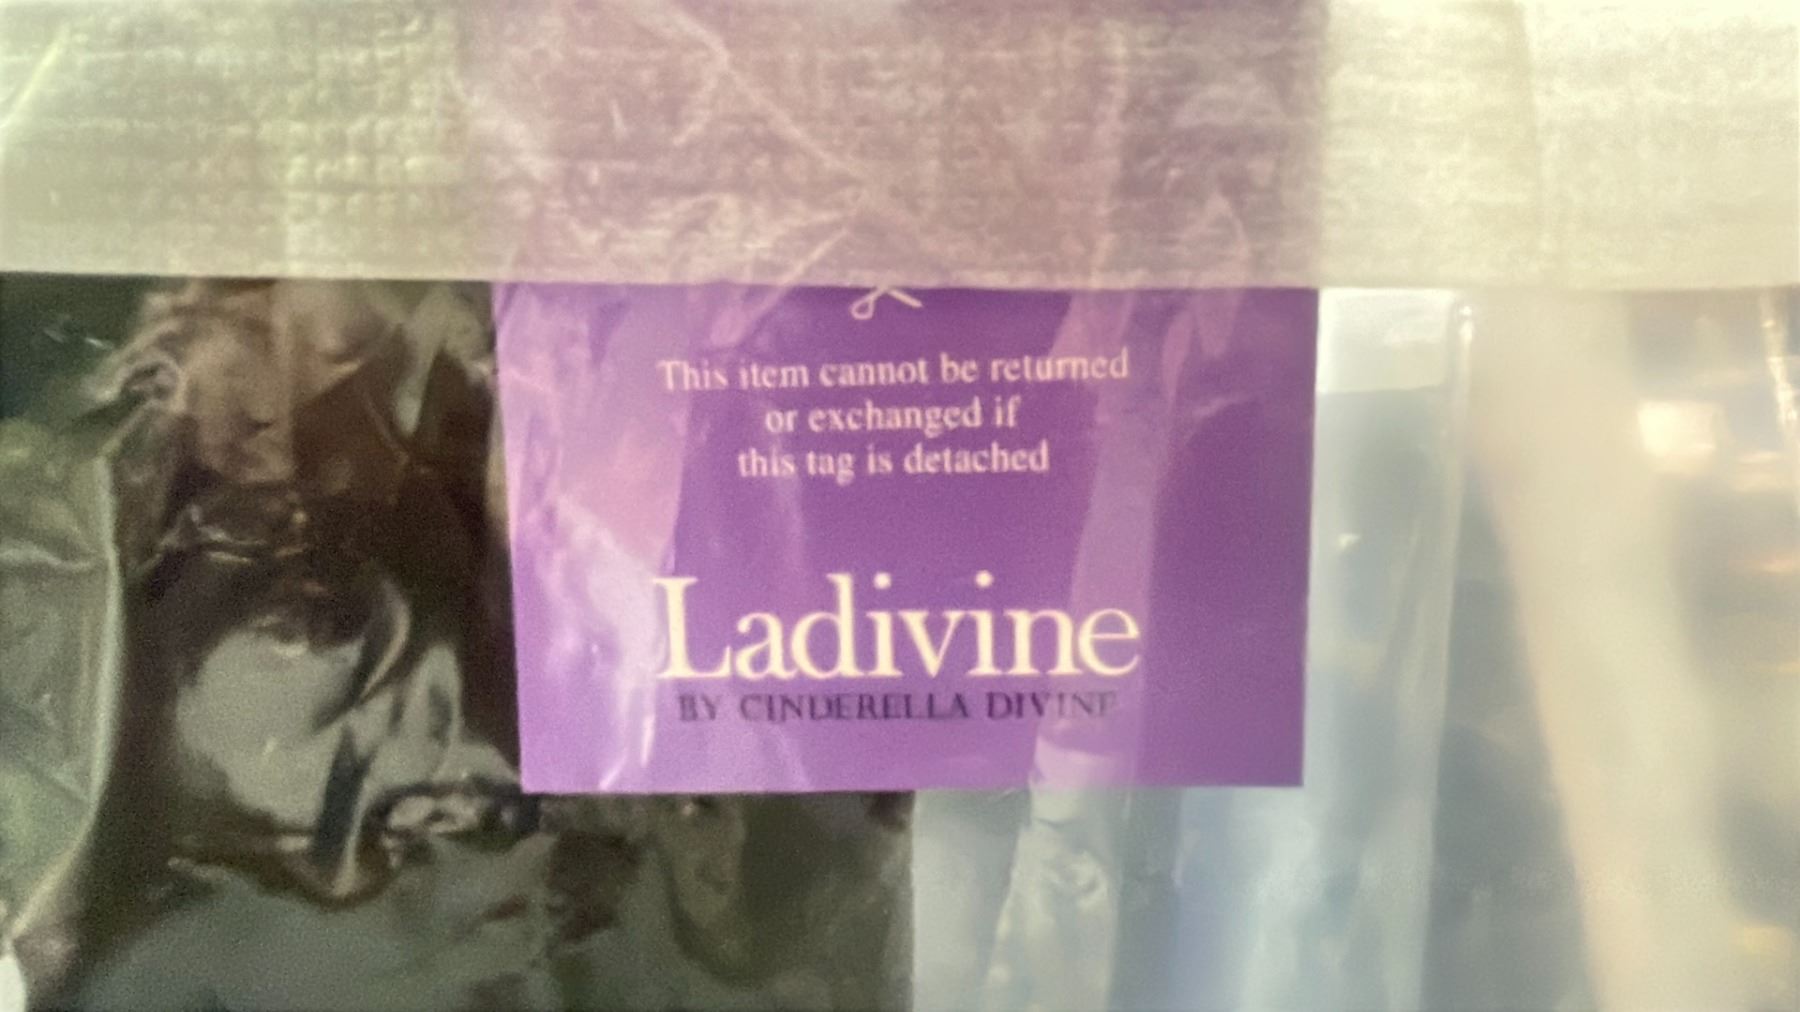 This item cannot be returned
or exchanged if
this tag is detached
Ladivine
BY CINDERELLA DIVINE